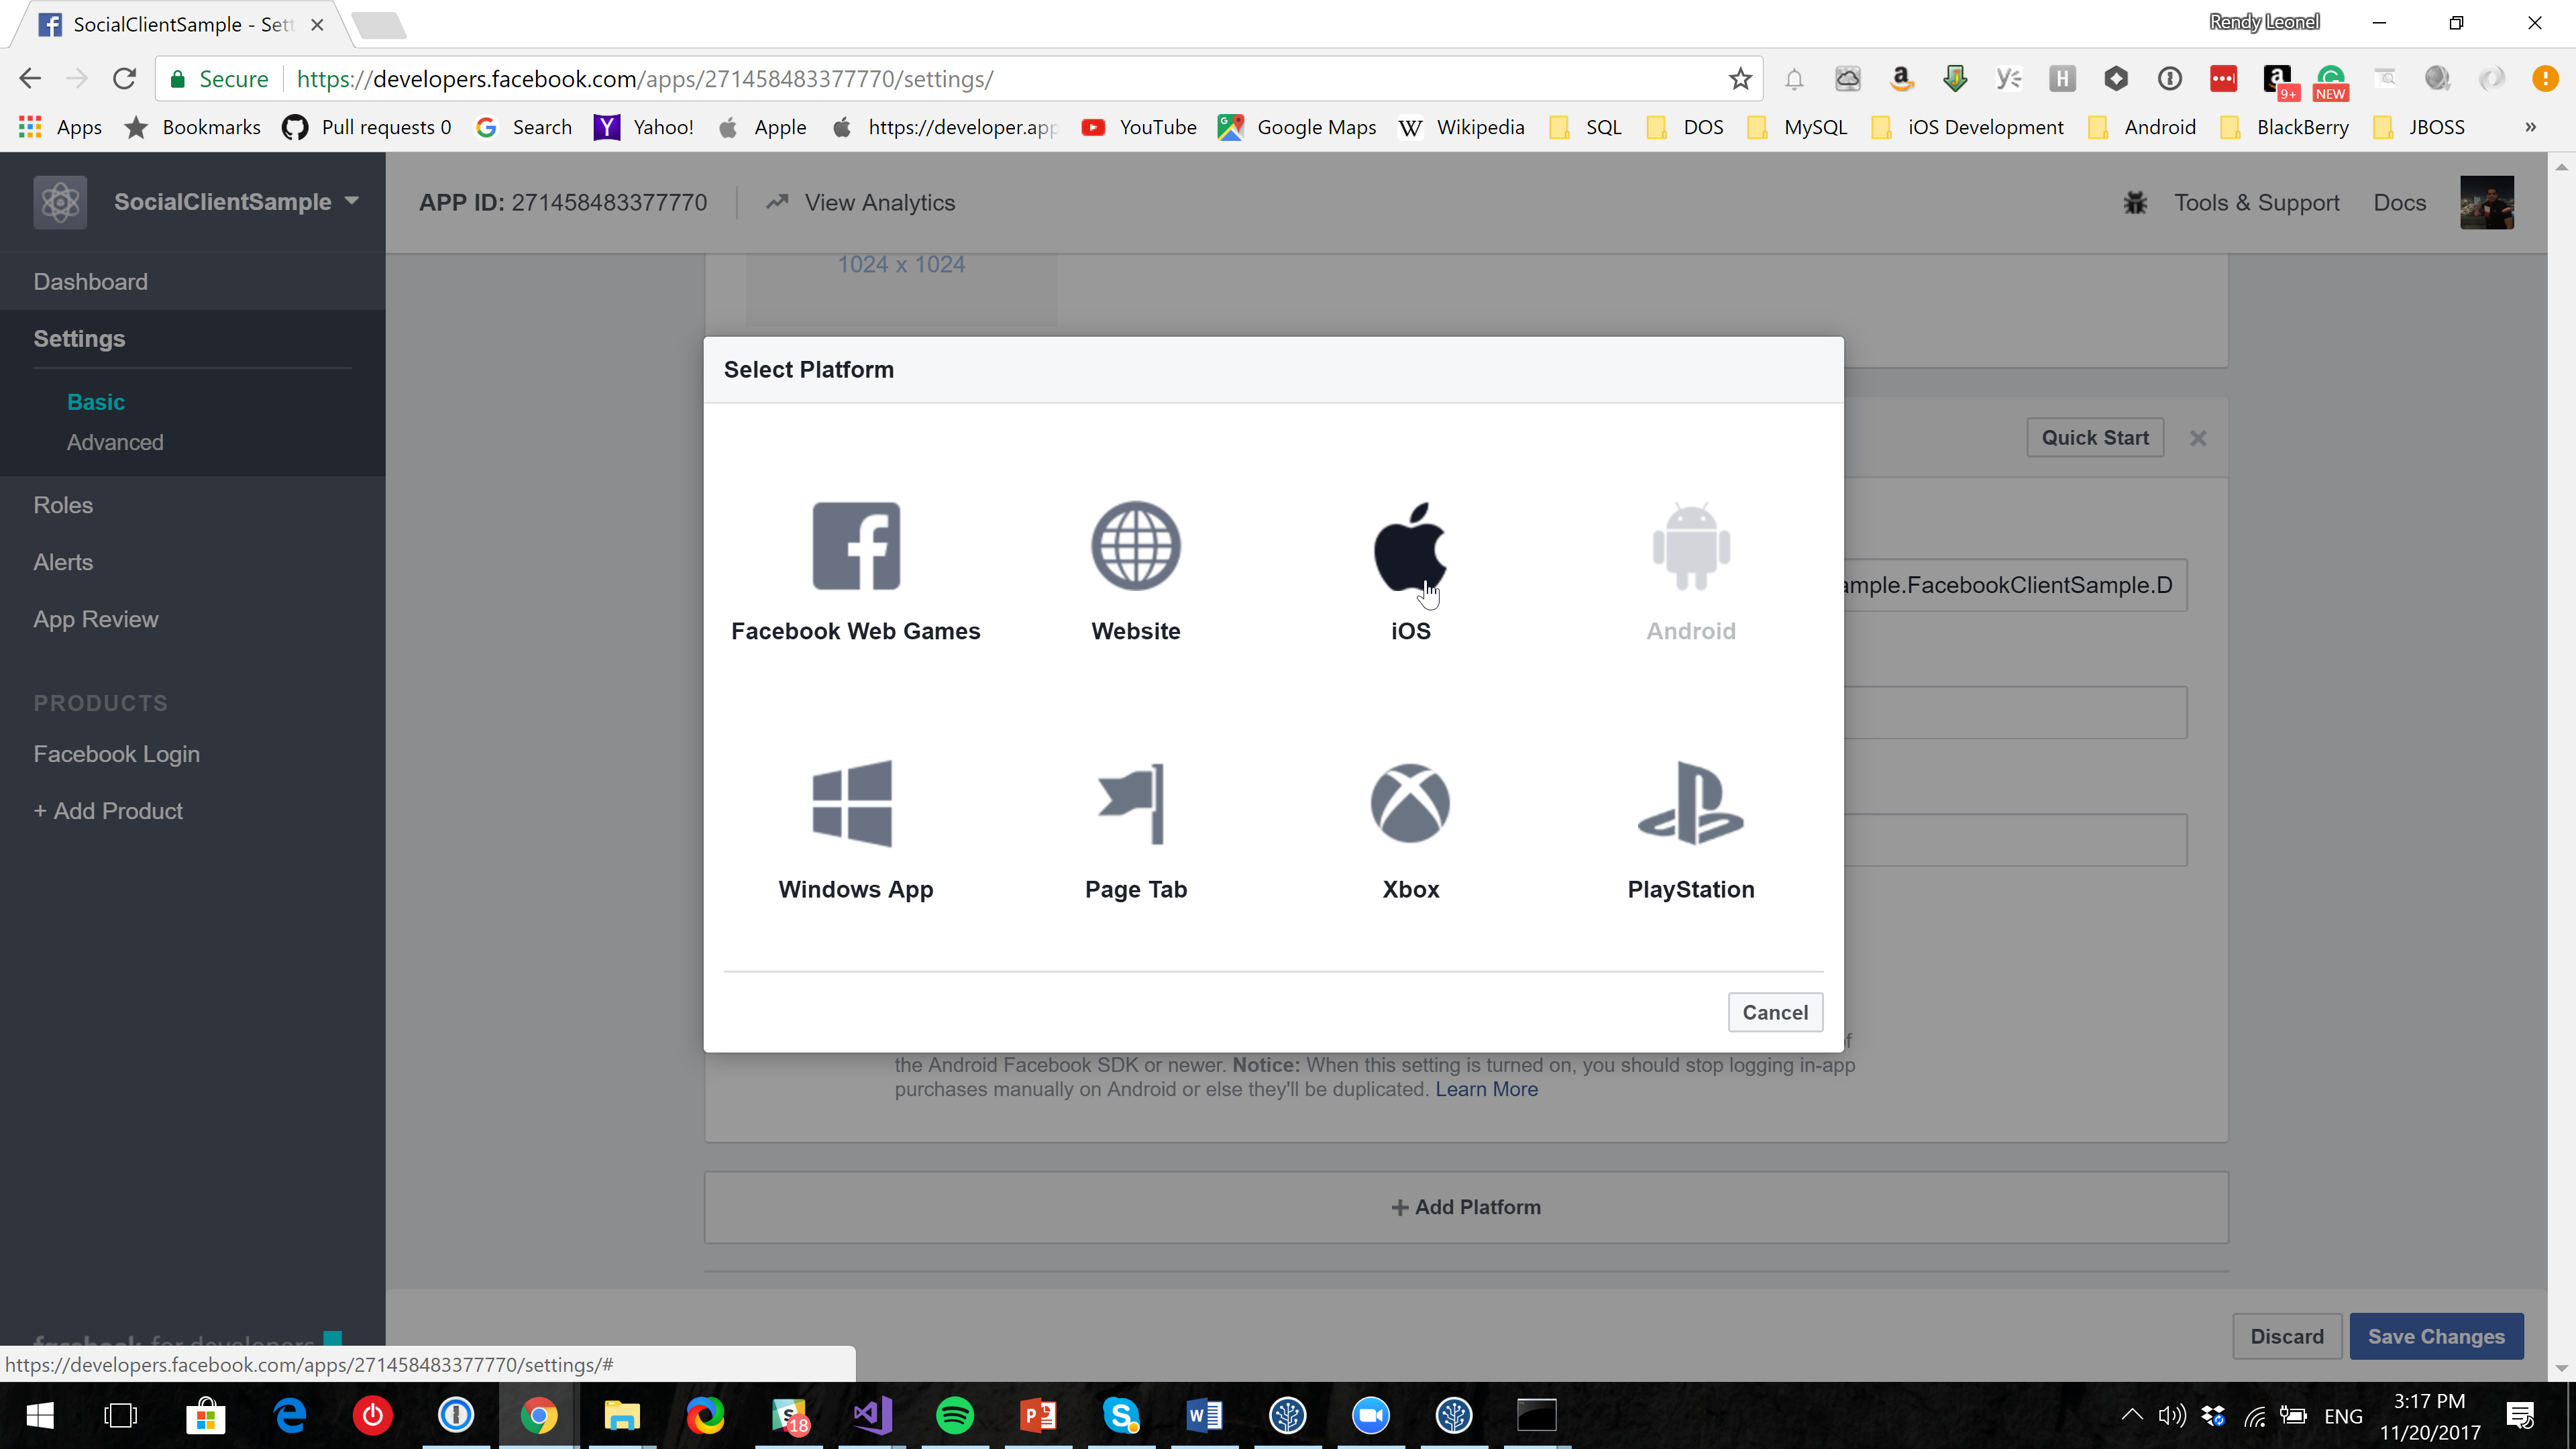 SocialClientSample - Sett
Rendy Leonel
Secure https://developers.facebook.com/apps/271458483377770/settings/
9+ NEW
Apps Bookmarks Pull requests 0 Search Yahoo! Apple https://developer.app YouTube Google Maps Wikipedia SQL DOS MySQL iOS Development Android BlackBerry JBOSS »
SocialClientSample APP ID: 271458483377770 View Analytics Tools & Support Docs
Dashboard
Settings
Basic
Advanced
Roles
Alerts
App Review
PRODUCTS
Facebook Login
+ Add Product
1024 x 1024
Select Platform
Quick Start
Facebook Web Games Website iOS Android
ample.FacebookClientSample.D
Windows App Page Tab Xbox PlayStation
Cancel
the Android Facebook SDK or newer. Notice: When this setting is turned on, you should stop logging in-app
purchases manually on Android or else they'll be duplicated. Learn More
+ Add Platform
Discard Save Changes
facebook for developers
https://developers.facebook.com/apps/271458483377770/settings/#
18
ENG
3:17 PM
11/20/2017